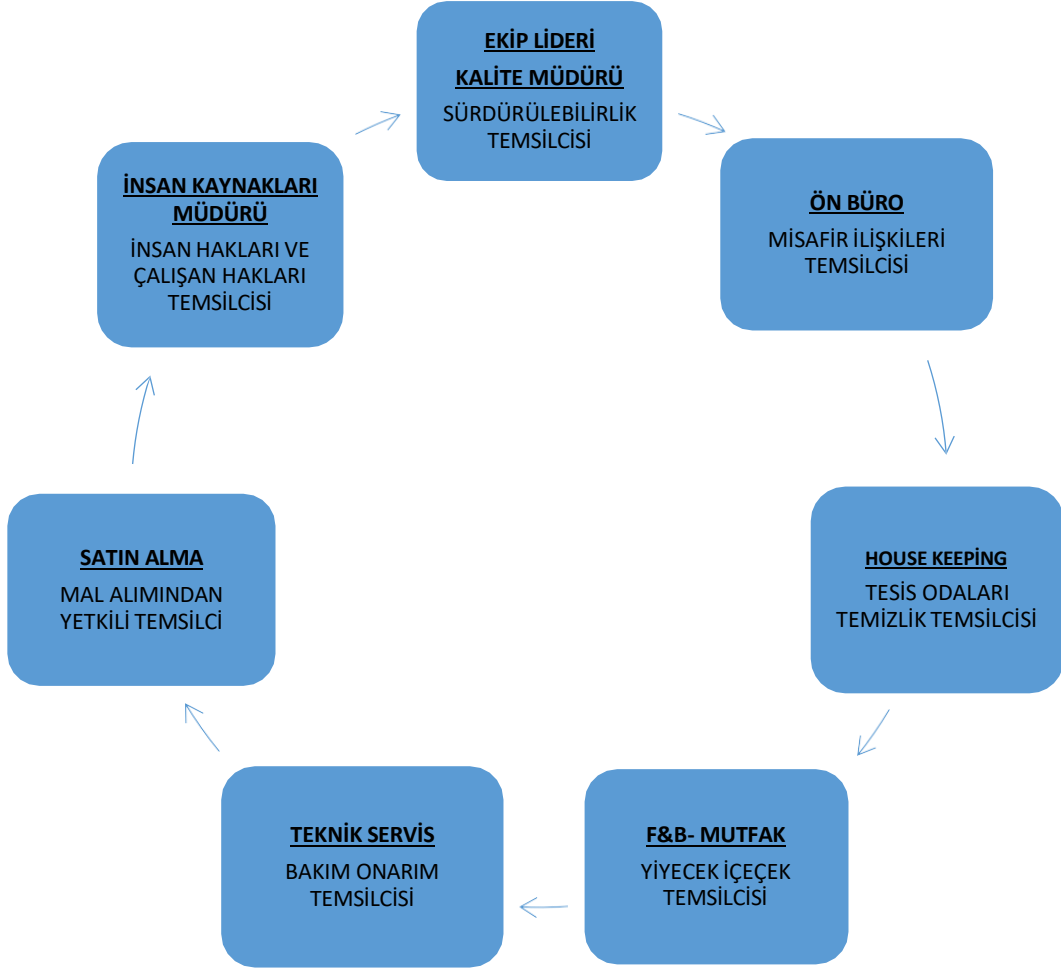 EKİP LİDERİ
KALİTE MÜDÜRÜ
SÜRDÜRÜLEBİLİRLİK
TEMSİLCİSİ
ÖN BÜRO
MİSAFİR İLİŞKİLERİ
TEMSİLCİSİ
HOUSE KEEPİNG
TESİS ODALARI
TEMİZLİK TEMSİLCİSİ
F&B- MUTFAK
YİYECEK İÇEÇEK
TEMSİLCİSİ
TEKNİK SERVİS
BAKIM ONARIM
TEMSİLCİSİ
SATIN ALMA
MAL ALIMINDAN
YETKİLİ TEMSİLCİ
İNSAN KAYNAKLARI
MÜDÜRÜ
İNSAN HAKLARI VE
ÇALIŞAN HAKLARI
TEMSİLCİSİ